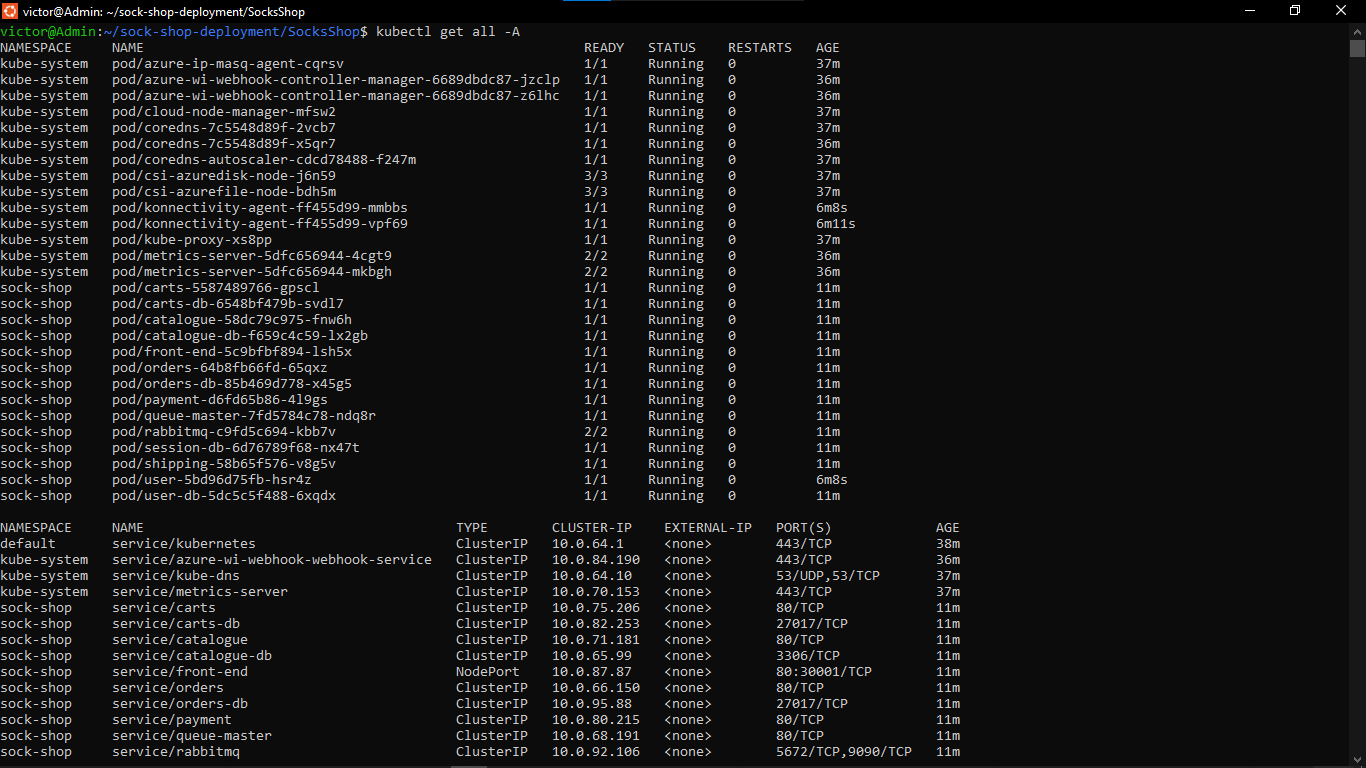 victor@Admin: ~/sock-shop-deployment/SocksShop
victor@Admin:~/sock-shop-deployment/SocksShop$ kubectl get all -A
NAMESPACE NAME READY STATUS RESTARTS AGE
kube-system pod/azure-ip-masq-agent-cqrsv 1/1 Running 0 37m
kube-system pod/azure-wi-webhook-controller-manager-6689dbdc87-jzclp 1/1 Running 0 36m
kube-system pod/azure-wi-webhook-controller-manager-6689dbdc87-z6lhc 1/1 Running 0 36m
kube-system pod/cloud-node-manager-mfsw2 1/1 Running 0 37m
kube-system pod/coredns-7c5548d89f-2vcb7 1/1 Running 0 37m
kube-system pod/coredns-7c5548d89f-x5qr7 1/1 Running 0 36m
kube-system pod/coredns-autoscaler-cdcd78488-f247m 1/1 Running 0 37m
kube-system pod/csi-azuredisk-node-j6n59 3/3 Running 0 37m
kube-system pod/csi-azurefile-node-bdh5m 3/3 Running 0 37m
kube-system pod/konnectivity-agent-ff455d99-mmbbs 1/1 Running 0 6m8s
kube-system pod/konnectivity-agent-ff455d99-vpf69 1/1 Running 0 6m11s
kube-system pod/kube-proxy-xs8pp 1/1 Running 0 37m
kube-system pod/metrics-server-5dfc656944-4cgt9 2/2 Running 0 36m
kube-system pod/metrics-server-5dfc656944-mkbgh 2/2 Running 0 36m
sock-shop pod/carts-5587489766-gpscl 1/1 Running 0 11m
sock-shop pod/carts-db-6548bf479b-svdl7 1/1 Running 0 11m
sock-shop pod/catalogue-58dc79c975-fnw6h 1/1 Running 0 11m
sock-shop pod/catalogue-db-f659c4c59-lx2gb 1/1 Running 0 11m
sock-shop pod/front-end-5c9bfbf894-lsh5x 1/1 Running 0 11m
sock-shop pod/orders-64b8fb66fd-65qxz 1/1 Running 0 11m
sock-shop pod/orders-db-85b469d778-x45g5 1/1 Running 0 11m
sock-shop pod/payment-d6fd65b86-4l9gs 1/1 Running 0 11m
sock-shop pod/queue-master-7fd5784c78-ndq8r 1/1 Running 0 11m
sock-shop pod/rabbitmq-c9fd5c694-kbb7v 2/2 Running 0 11m
sock-shop pod/session-db-6d76789f68-nx47t 1/1 Running 0 11m
sock-shop pod/shipping-58b65f576-v8g5v 1/1 Running 0 11m
sock-shop pod/user-5bd96d75fb-hsr4z 1/1 Running 0 6m8s
sock-shop pod/user-db-5dc5c5f488-6xqdx 1/1 Running 0 11m
NAMESPACE NAME TYPE CLUSTER-IP EXTERNAL-IP PORT(S) AGE
default service/kubernetes ClusterIP 10.0.64.1 <none> 443/TCP 38m
kube-system service/azure-wi-webhook-webhook-service ClusterIP 10.0.84.190 <none> 443/TCP 36m
kube-system service/kube-dns ClusterIP 10.0.64.10 <none> 53/UDP,53/TCP 37m
kube-system service/metrics-server ClusterIP 10.0.70.153 <none> 443/TCP 37m
sock-shop service/carts ClusterIP 10.0.75.206 <none> 80/TCP 11m
sock-shop service/carts-db ClusterIP 10.0.82.253 <none> 27017/TCP 11m
sock-shop service/catalogue ClusterIP 10.0.71.181 <none> 80/TCP 11m
sock-shop service/catalogue-db ClusterIP 10.0.65.99 <none> 3306/TCP 11m
sock-shop service/front-end NodePort 10.0.87.87 <none> 80:30001/TCP 11m
sock-shop service/orders ClusterIP 10.0.66.150 <none> 80/TCP 11m
sock-shop service/orders-db ClusterIP 10.0.95.88 <none> 27017/TCP 11m
sock-shop service/payment ClusterIP 10.0.80.215 <none> 80/TCP 11m
sock-shop service/queue-master ClusterIP 10.0.68.191 <none> 80/TCP 11m
sock-shop service/rabbitmq ClusterIP 10.0.92.106 <none> 5672/TCP,9090/TCP 11m